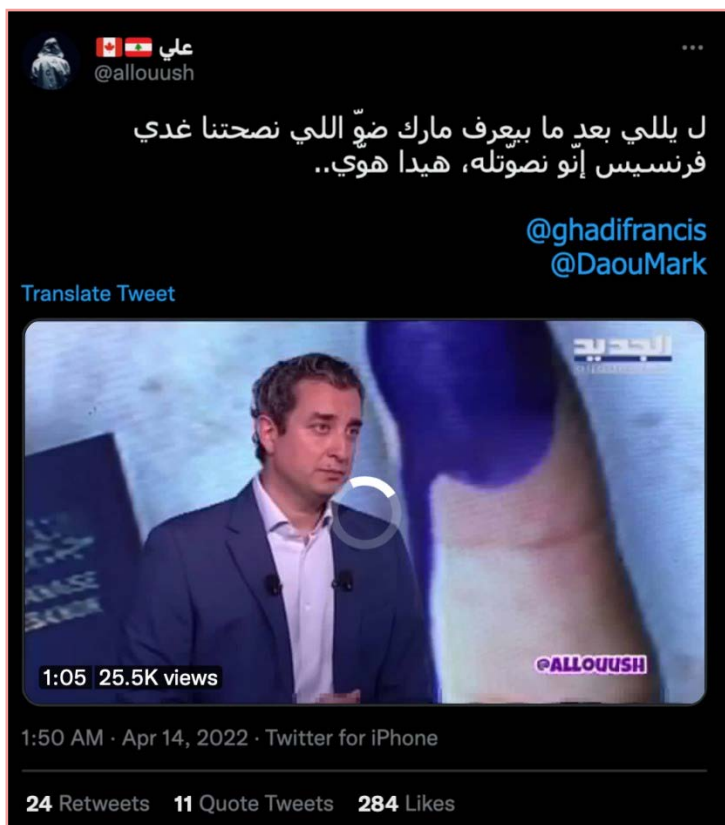 علي 🇱🇧🇨🇦
@allouush
ل يللي بعد ما بيعرف مارك ضوّ اللي نصحتنا غدي
فرنسيس إنّو نصوّتله، هيدا هوّي..
@ghadifrancis
@DaouMark
Translate Tweet
الجديد
@ALLOUUSH
1:05 25.5K views
1:50 AM · Apr 14, 2022 · Twitter for iPhone
24 Retweets 11 Quote Tweets 284 Likes